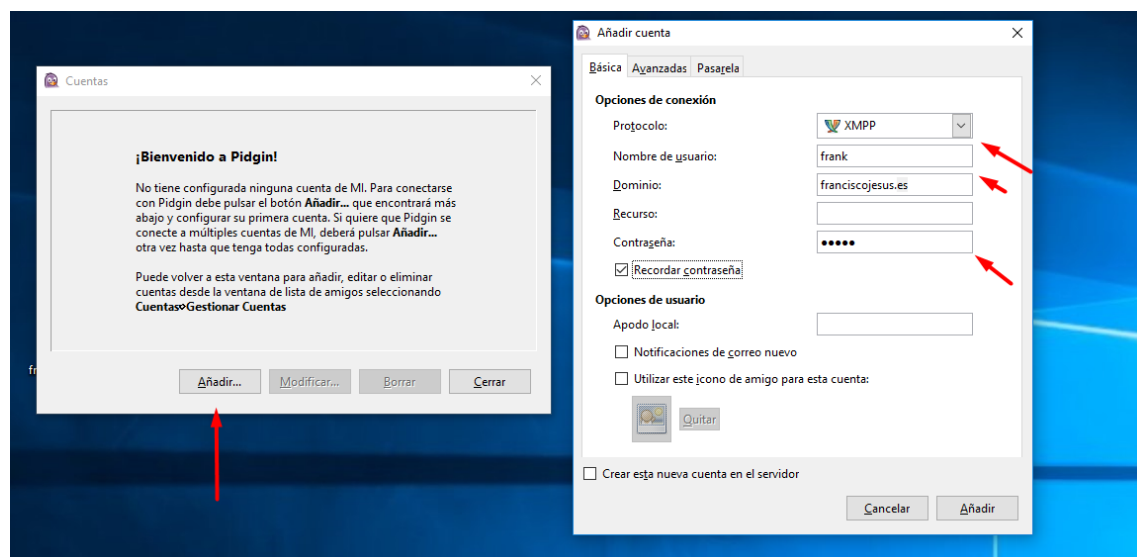 Cuentas
¡Bienvenido a Pidgin!
No tiene configurada ninguna cuenta de MI. Para conectarse
con Pidgin debe pulsar el botón Añadir... que encontrará más
abajo y configurar su primera cuenta. Si quiere que Pidgin se
conecte a múltiples cuentas de MI, deberá pulsar Añadir...
otra vez hasta que tenga todas configuradas.
Puede volver a esta ventana para añadir, editar o eliminar
cuentas desde la ventana de lista de amigos seleccionando
Cuentas⇨Gestionar Cuentas
fr
Añadir...
Modificar...
Borrar
Cerrar
Añadir cuenta
Básica
Avanzadas
Pasarela
Opciones de conexión
Protocolo:
XMPP
Nombre de usuario:
frank
Dominio:
franciscojesus.es
Recurso:
Contraseña:
●●●●●
Recordar contraseña
Opciones de usuario
Apodo local:
Notificaciones de correo nuevo
Utilizar este icono de amigo para esta cuenta:
Quitar
Crear esta nueva cuenta en el servidor
Cancelar
Añadir